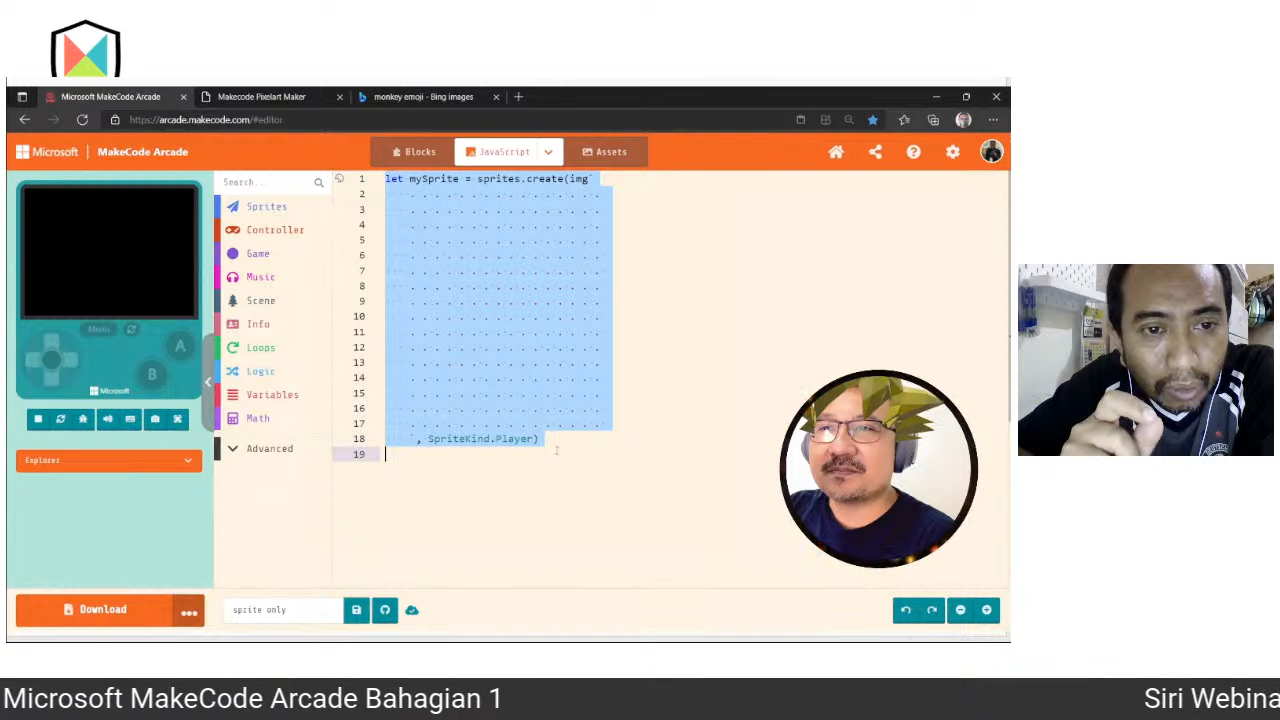 Microsoft MakeCode Arcade
Makecode Pixelart Maker
monkey emoji - Bing images
https://arcade.makecode.com/#editor
Microsoft
MakeCode Arcade
Blocks
JavaScript
Assets
Search...
Sprites
Controller
Game
Music
Scene
Info
Loops
Logic
Variables
Math
Advanced
Menu
A
B
Microsoft
Explorer
1 let mySprite = sprites.create(img`
2 . . . . . . . . . . . . . . . .
3 . . . . . . . . . . . . . . . .
4 . . . . . . . . . . . . . . . .
5 . . . . . . . . . . . . . . . .
6 . . . . . . . . . . . . . . . .
7 . . . . . . . . . . . . . . . .
8 . . . . . . . . . . . . . . . .
9 . . . . . . . . . . . . . . . .
10 . . . . . . . . . . . . . . . .
11 . . . . . . . . . . . . . . . .
12 . . . . . . . . . . . . . . . .
13 . . . . . . . . . . . . . . . .
14 . . . . . . . . . . . . . . . .
15 . . . . . . . . . . . . . . . .
16 . . . . . . . . . . . . . . . .
17 . . . . . . . . . . . . . . . .
18 `, SpriteKind.Player)
19
Download
sprite only
Microsoft MakeCode Arcade Bahagian 1
Siri Webina